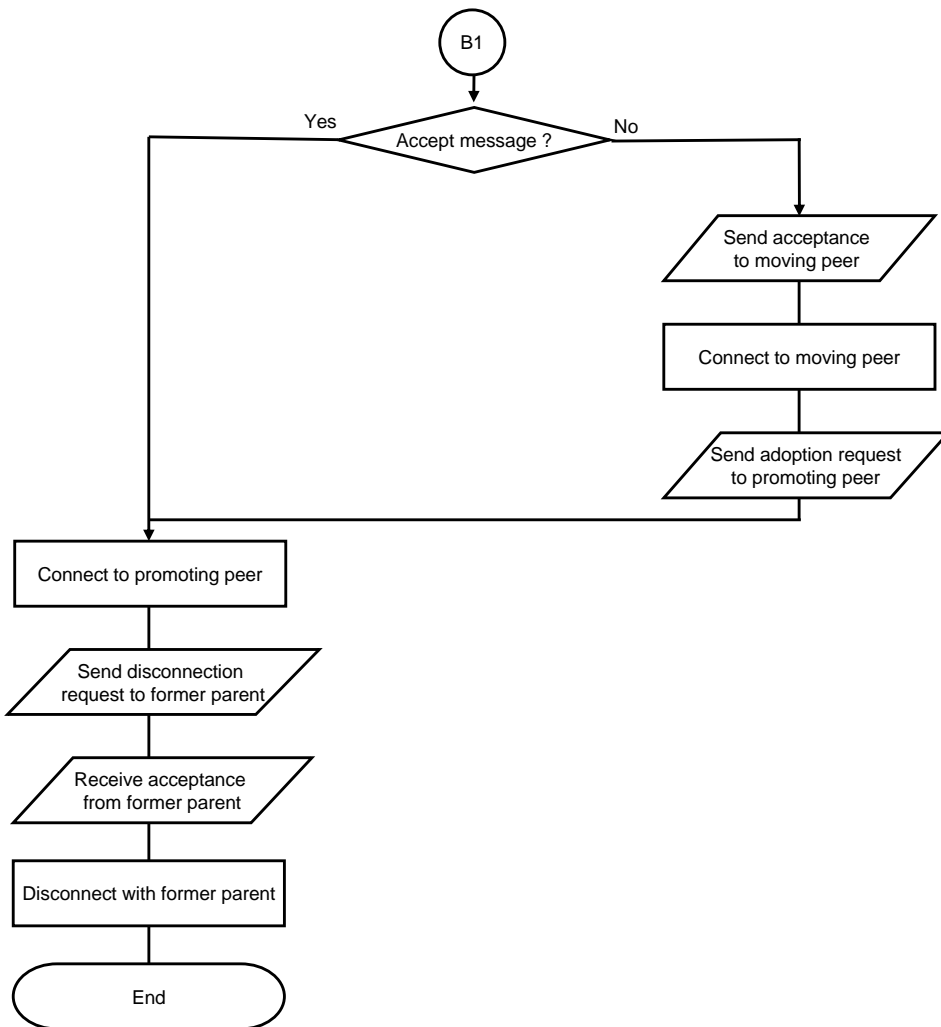 B1
Accept message ?
Yes
No
Send acceptance
to moving peer
Connect to moving peer
Send adoption request
to promoting peer
Connect to promoting peer
Send disconnection
request to former parent
Receive acceptance
from former parent
Disconnect with former parent
End